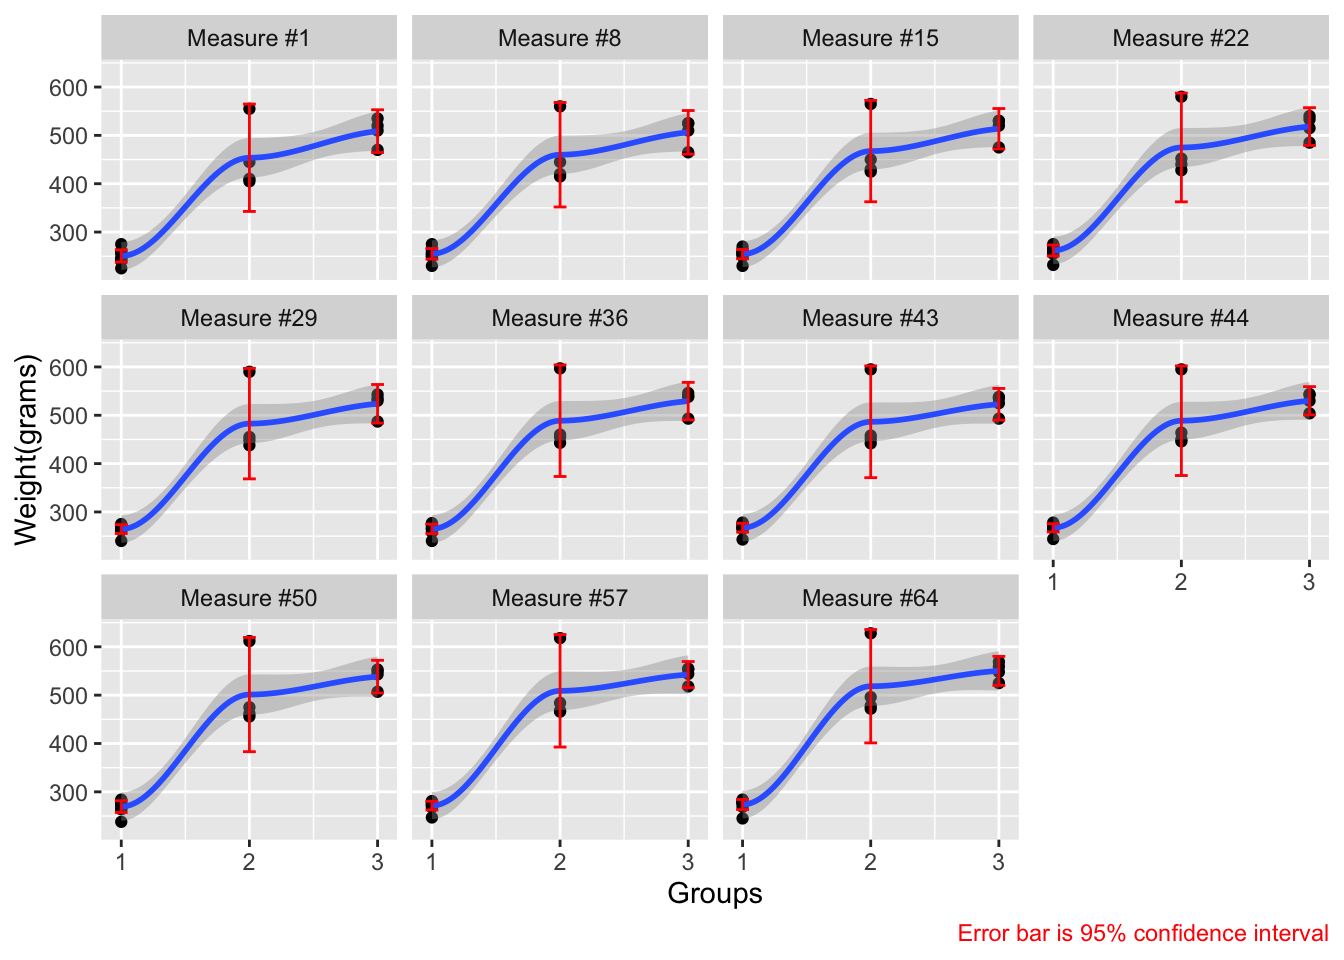 Measure #1 Measure #8 Measure #15 Measure #22
600
500
400
300
Measure #29 Measure #36 Measure #43 Measure #44
600
500
400
300
1 2 3
Measure #50 Measure #57 Measure #64
600
500
400
300
1 2 3 1 2 3 1 2 3
Weight(grams)
Groups
Error bar is 95% confidence interval